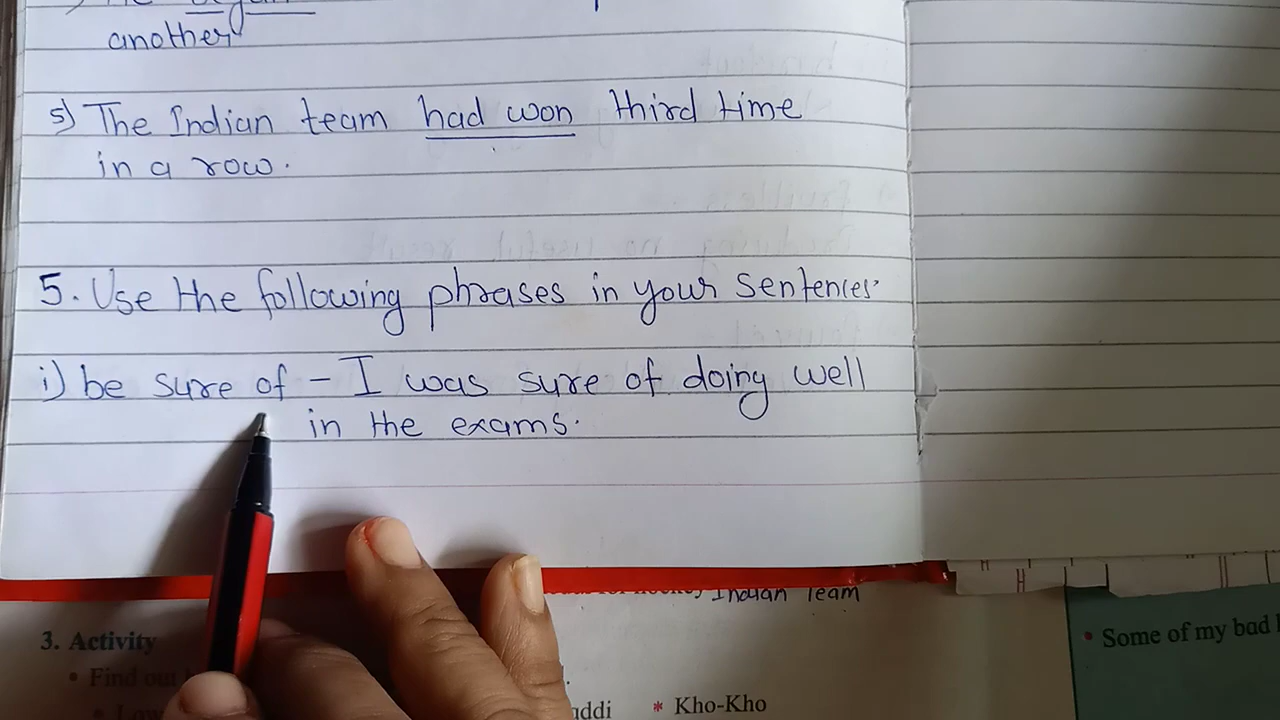 another
5) The Indian team had won third time
in a row.
5. Use the following phrases in your sentences.
i) be sure of - I was sure of doing well
in the exams.
Indian Team
3. Activity
• Find out
* Kho-Kho
• Some of my bad